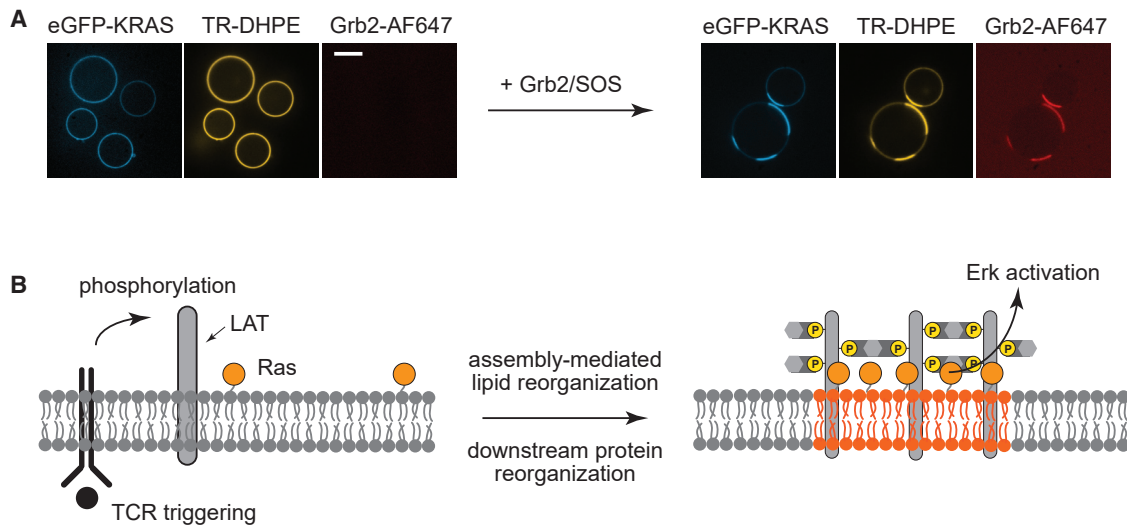 A
eGFP-KRAS TR-DHPE Grb2-AF647
+ Grb2/SOS
eGFP-KRAS TR-DHPE Grb2-AF647
B
phosphorylation
LAT
Ras
TCR triggering
assembly-mediated
lipid reorganization
downstream protein
reorganization
Erk activation
P
P
P
P
P
P
P